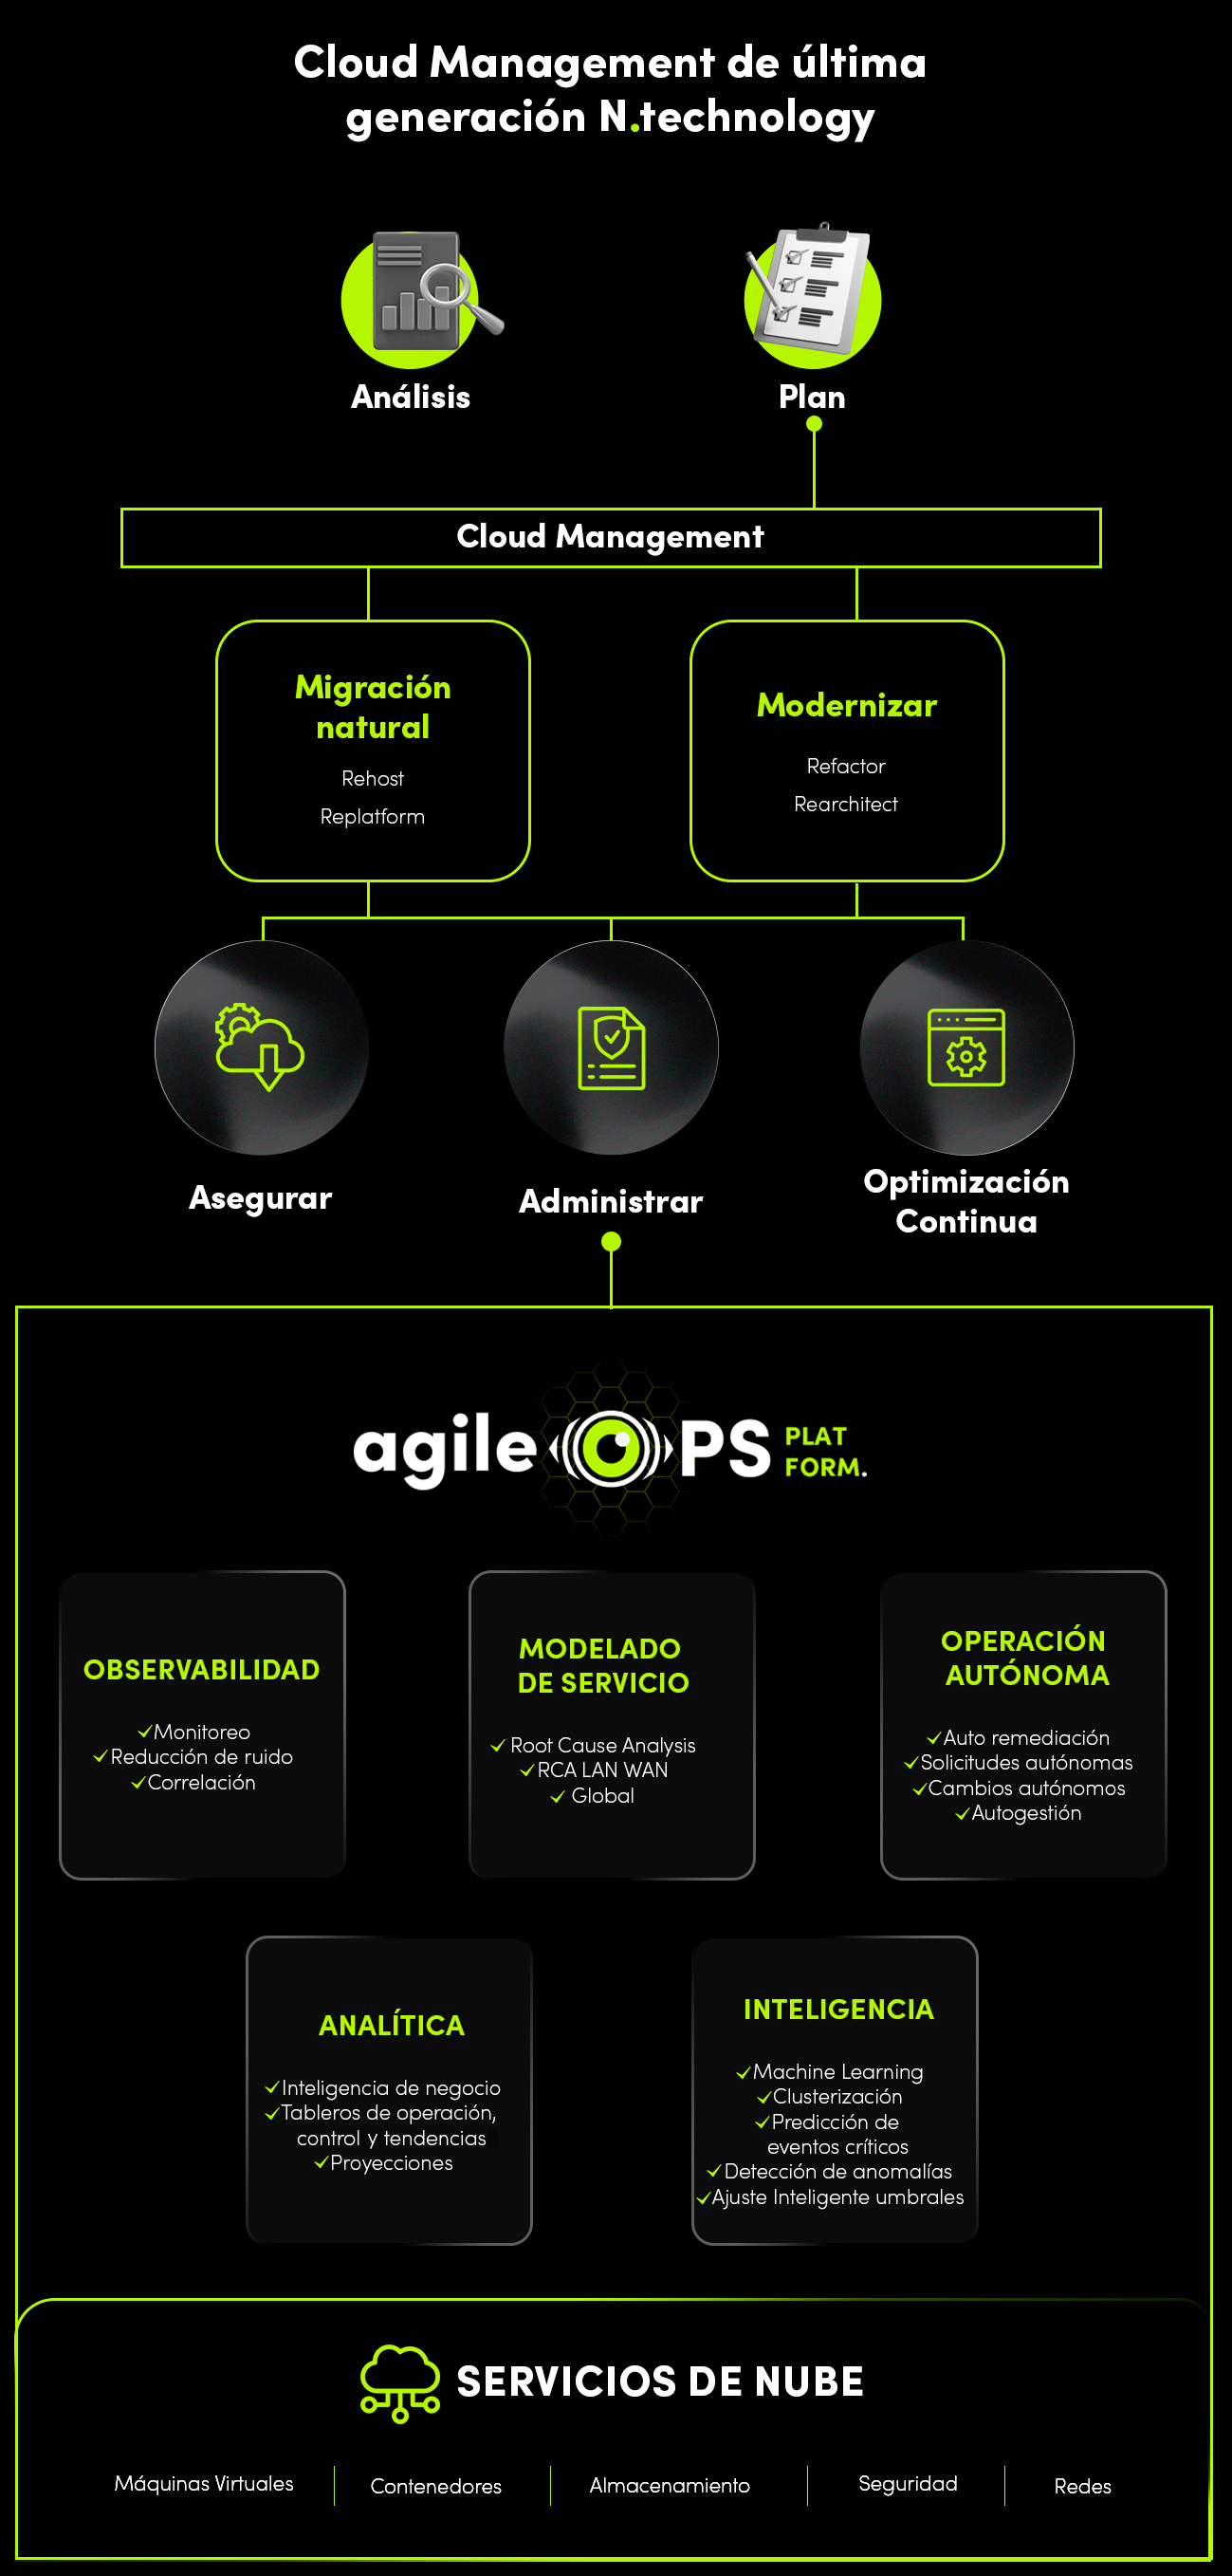 Cloud Management de última
generación N.technology
Análisis
Plan
Cloud Management
Migración
natural
Rehost
Replatform
Modernizar
Refactor
Rearchitect
Asegurar
Administrar
Optimización
Continua
agile OPS PLAT
FORM.
OBSERVABILIDAD
Monitoreo
Reducción de ruido
Correlación
MODELADO
DE SERVICIO
Root Cause Analysis
RCA LAN WAN
Global
OPERACIÓN
AUTÓNOMA
Auto remediación
Solicitudes autónomas
Cambios autónomos
Autogestión
ANALÍTICA
Inteligencia de negocio
Tableros de operación,
control y tendencias
Proyecciones
INTELIGENCIA
Machine Learning
Clusterización
Predicción de
eventos críticos
Detección de anomalías
Ajuste Inteligente umbrales
SERVICIOS DE NUBE
Máquinas Virtuales
Contenedores
Almacenamiento
Seguridad
Redes